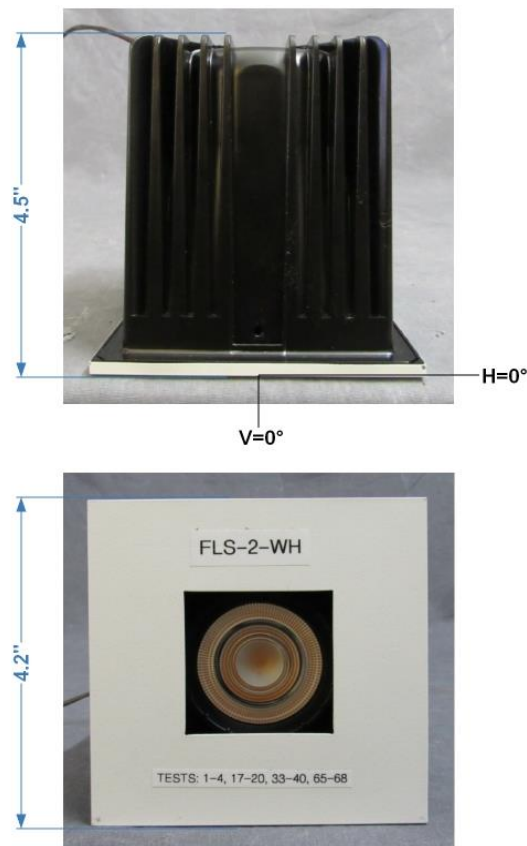 4.5"
H=0°
V=0°
4.2"
FLS-2-WH
TESTS: 1-4, 17-20, 33-40, 65-68